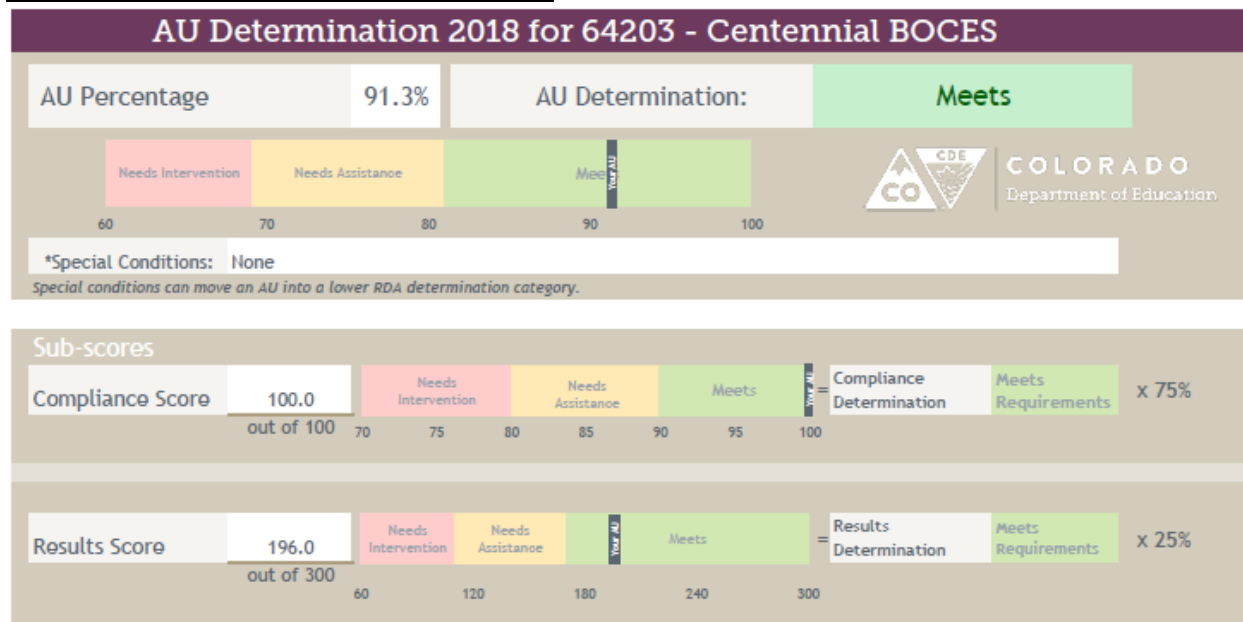 AU Determination 2018 for 64203 - Centennial BOCES
AU Percentage 91.3% AU Determination: Meets
Needs Intervention Needs Assistance Mee Your AU
60 70 80 90 100
CO CDE COLORADO
Department of Education
*Special Conditions: None
Special conditions can move an AU into a lower RDA determination category.
Sub-scores
Compliance Score 100.0
out of 100
Needs
Intervention
Needs
Assistance
Meets
Your AU
= Compliance
Determination
Meets
Requirements
x 75%
70 75 80 85 90 95 100
Results Score 196.0
out of 300
Needs
Intervention
Needs
Assistance
Your AU
Meets
= Results
Determination
Meets
Requirements
x 25%
60 120 180 240 300